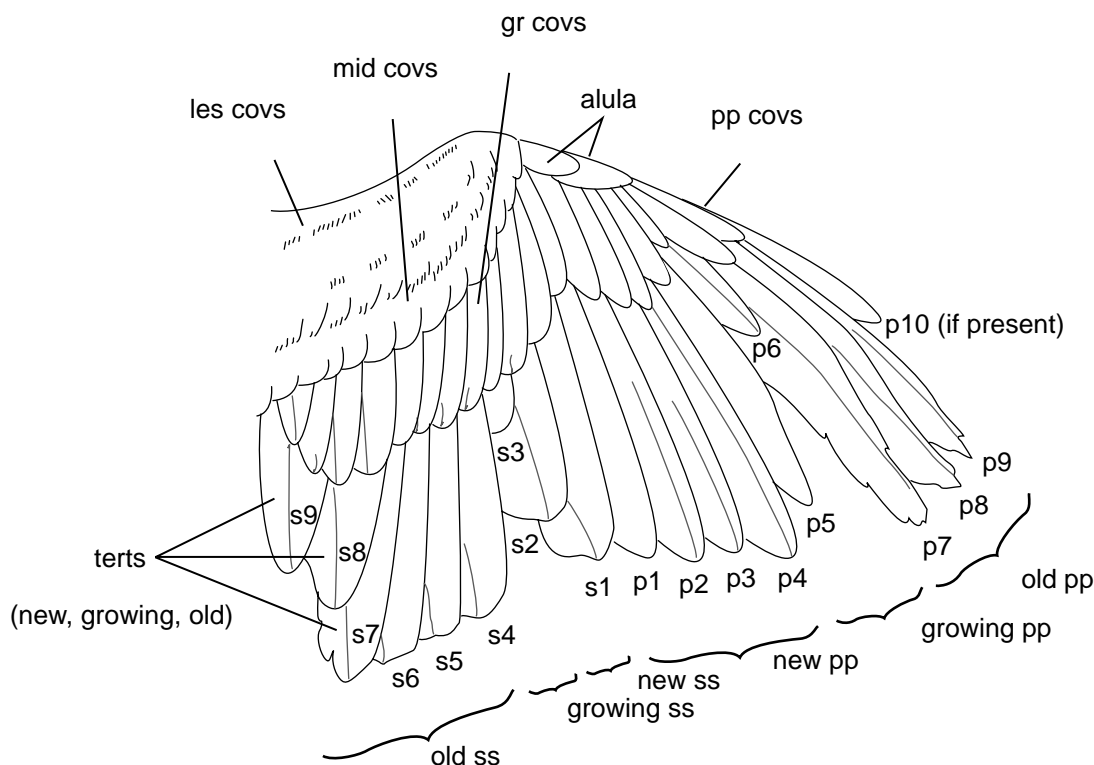 gr covs
mid covs
les covs
alula
pp covs
p10 (if present)
p6
s3
p9
p8
s9
p5
s2
s8
p7
terts
s1
p1
p2
p3
p4
old pp
(new, growing, old)
s7
s4
growing pp
s5
new pp
s6
new ss
growing ss
old ss